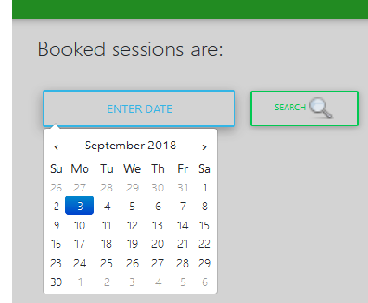 Booked sessions are:
ENTER DATE
SEARCH
‹ September 2018 ›
Su Mo Tu We Th Fr Sa
26 27 28 29 30 31 1
2 3 4 5 6 7 8
9 10 11 12 13 14 15
16 17 18 19 20 21 22
23 24 25 26 27 28 29
30 1 2 3 4 5 6